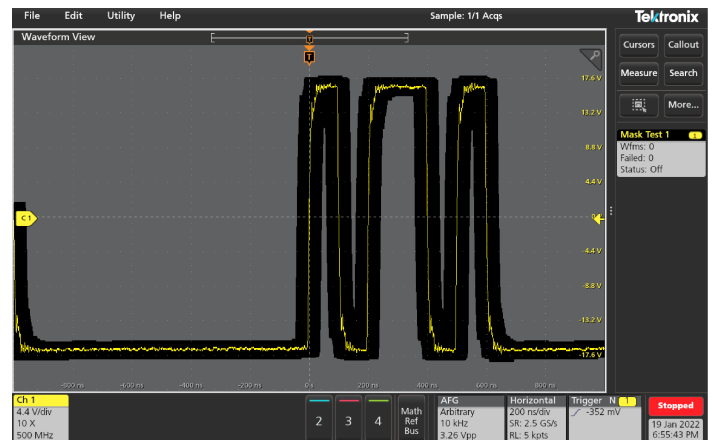 File Edit Utility Help Sample: 1/1 Acqs Tektronix
Waveform View
T
T
Cursors Callout
Measure Search
More...
Mask Test 1 1
Wfms: 0
Failed: 0
Status: Off
17.6 V
13.2 V
8.8 V
4.4 V
C 1
-4.4 V
-8.8 V
-13.2 V
-17.6 V
-800 ns -600 ns -400 ns -200 ns 0 s 200 ns 400 ns 600 ns 800 ns
Ch 1
4.4 V/div
10 X
500 MHz
2 3 4
Math
Ref
Bus
AFG
Arbitrary
10 kHz
3.26 Vpp
Horizontal
200 ns/div
SR: 2.5 GS/s
RL: 5 kpts
Trigger N 1
-352 mV
Stopped
19 Jan 2022
6:55:43 PM